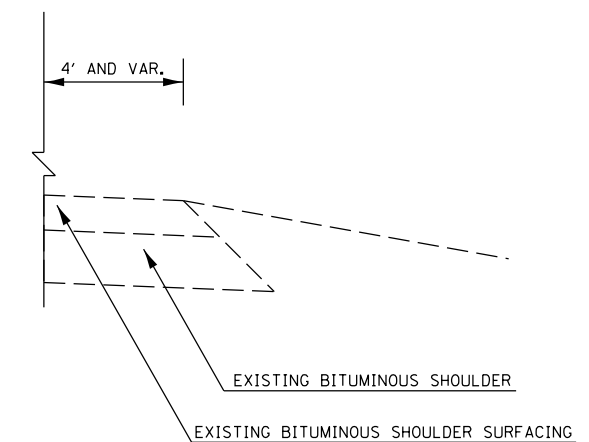 4' AND VAR.
EXISTING BITUMINOUS SHOULDER
EXISTING BITUMINOUS SHOULDER SURFACING